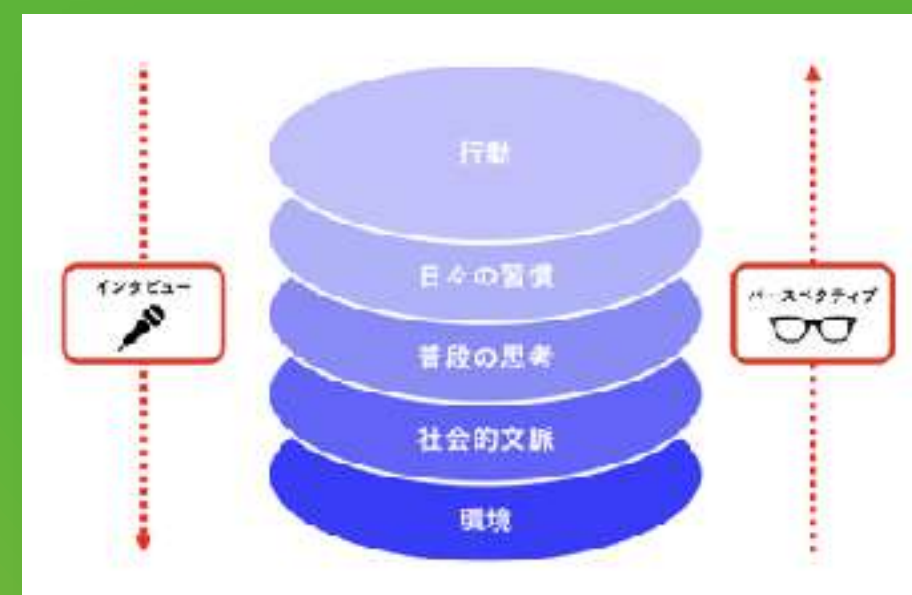 行動
日々の習慣
インタビュー
パースペクティブ
普段の思考
社会的文脈
環境